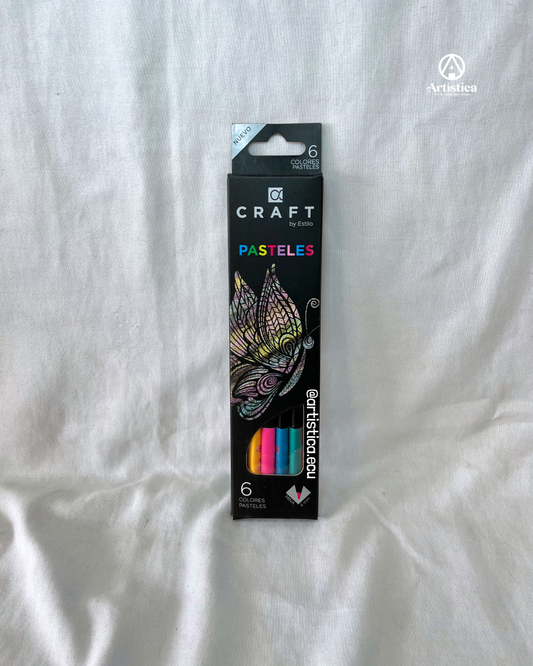 Artistica
NUEVO
6
COLORES
PASTELES
CRAFT
by Estilo
PASTELES
@artistica.ecu
6
COLORES
PASTELES